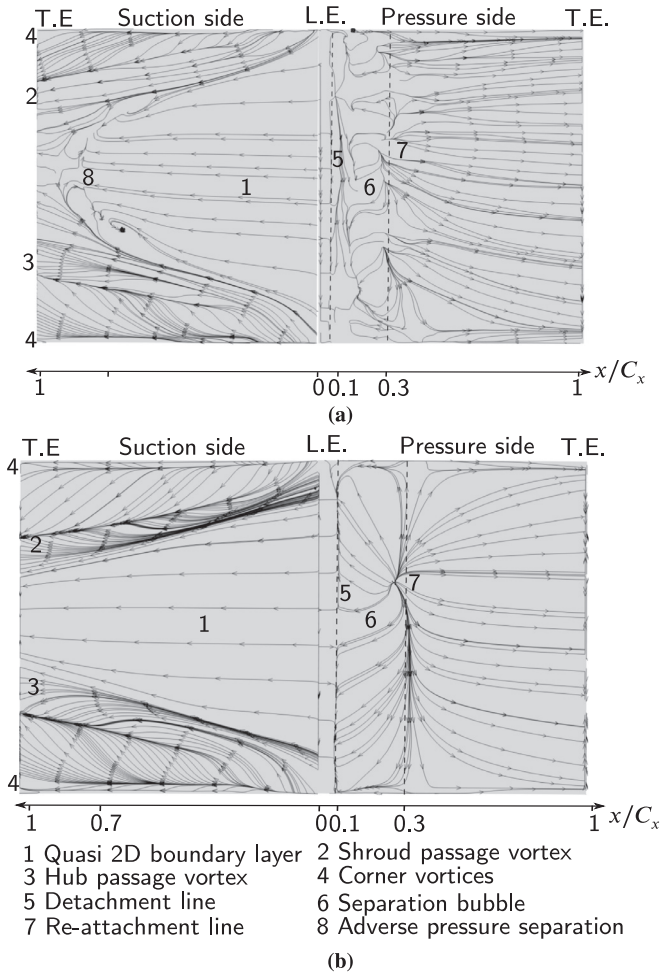 T.E Suction side L.E. Pressure side T.E.
4
2
5 7
8 1 6
3
4
1 0 0.1 0.3 1 x/Cₓ
(a)
T.E Suction side L.E. Pressure side T.E.
4
2
5 7
1 6
3
4
1 0.7 0 0.1 0.3 1 x/Cₓ
1 Quasi 2D boundary layer 2 Shroud passage vortex
3 Hub passage vortex 4 Corner vortices
5 Detachment line 6 Separation bubble
7 Re-attachment line 8 Adverse pressure separation
(b)